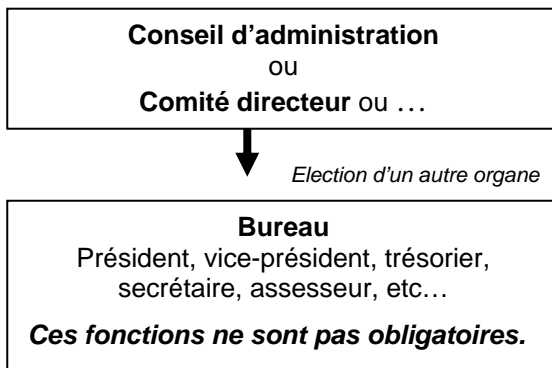 Conseil d’administration
ou
Comité directeur ou …
Election d’un autre organe
Bureau
Président, vice-président, trésorier,
secrétaire, assesseur, etc…
Ces fonctions ne sont pas obligatoires.